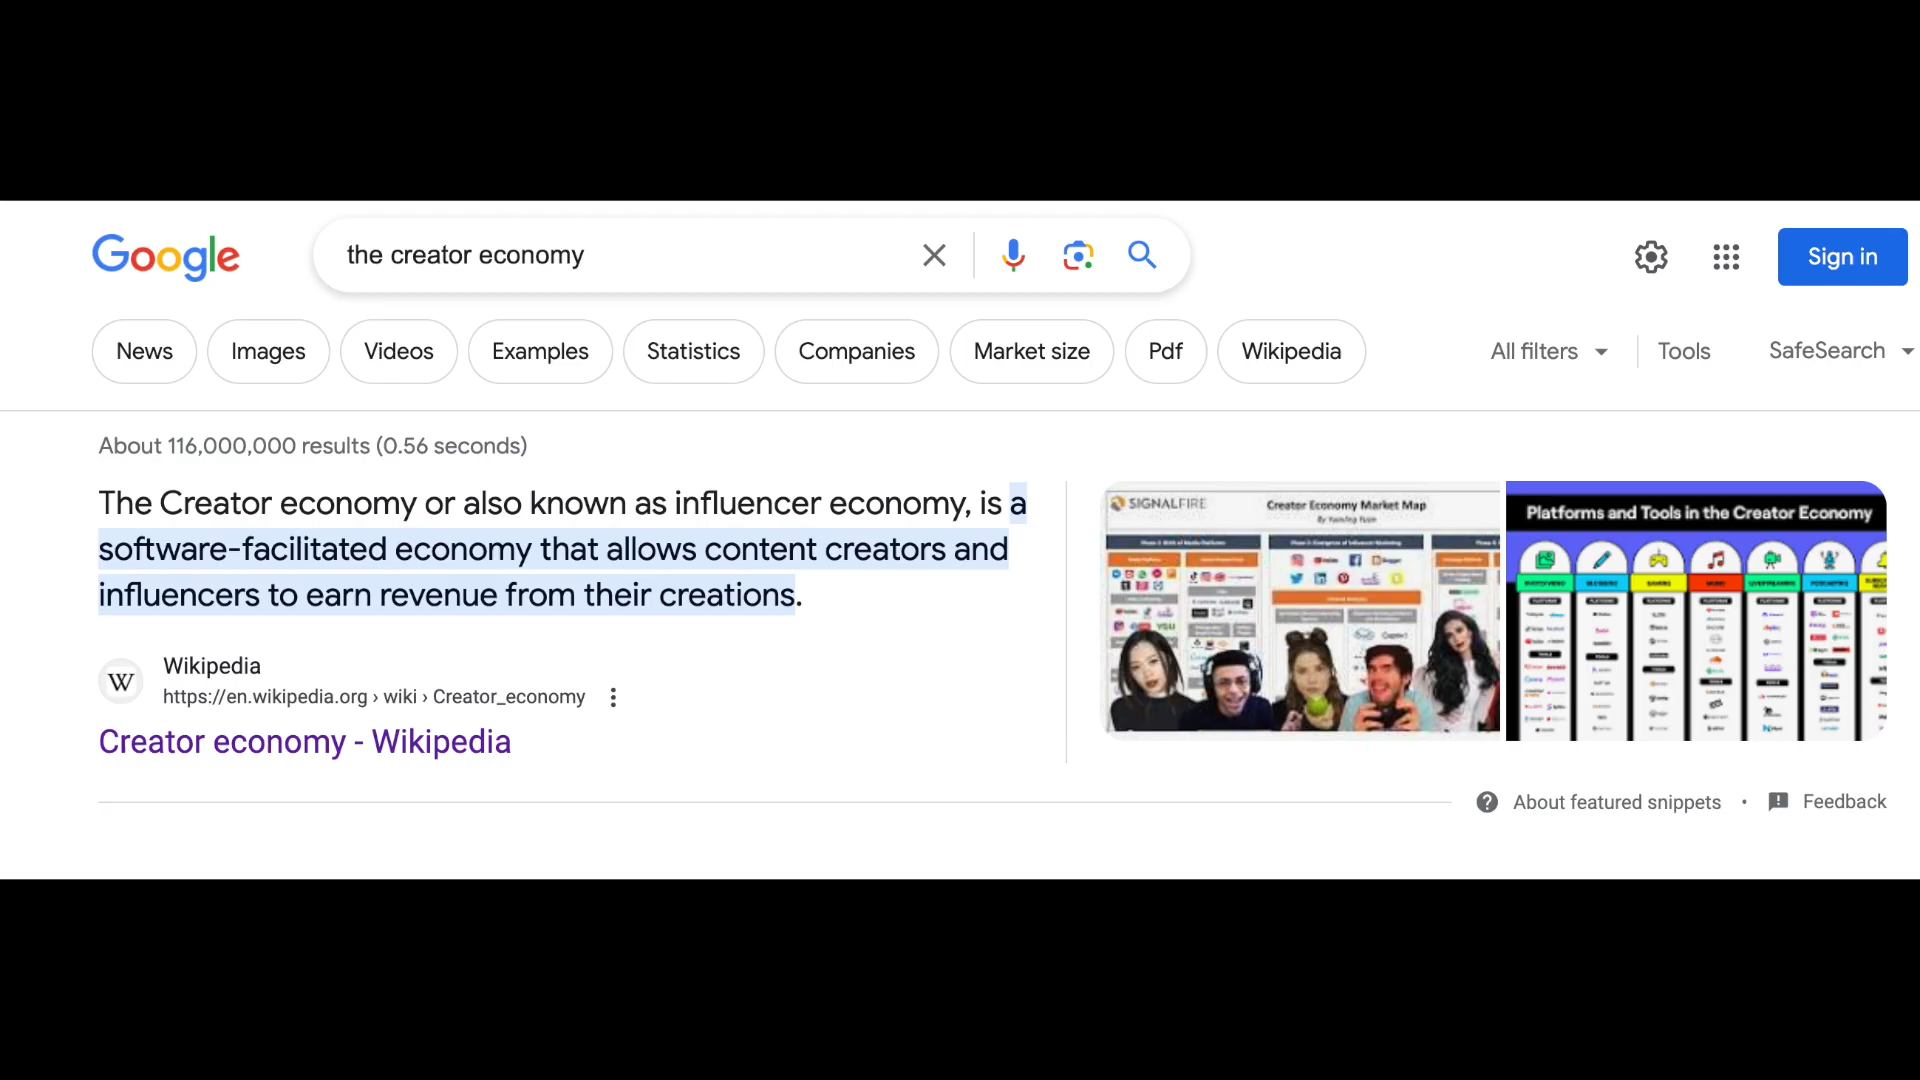 Google
the creator economy
Sign in
News
Images
Videos
Examples
Statistics
Companies
Market size
Pdf
Wikipedia
All filters
Tools
SafeSearch
About 116,000,000 results (0.56 seconds)
The Creator economy or also known as influencer economy, is a
software-facilitated economy that allows content creators and
influencers to earn revenue from their creations.
W
Wikipedia
https://en.wikipedia.org › wiki › Creator_economy
Creator economy - Wikipedia
SIGNALFIRE
Creator Economy Market Map
Platforms and Tools in the Creator Economy
About featured snippets
•
Feedback